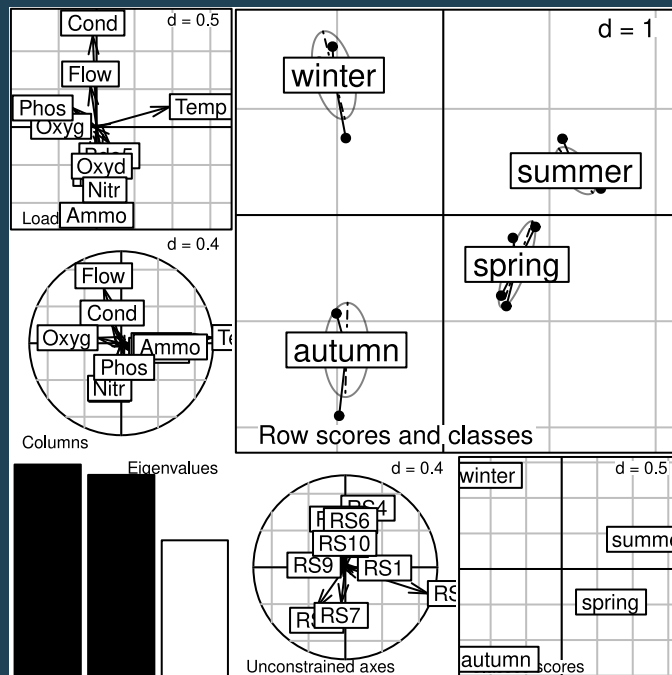 d = 0.5
Cond
Flow
Phos
Temp
Oxyg
Oxyd
Nitr
Ammo
Load
d = 1
winter
summer
spring
autumn
Row scores and classes
d = 0.4
Flow
Cond
Oxyg
Ammo
Phos
Nitr
Columns
Eigenvalues
d = 0.4
RS6
RS10
RS9
RS1
RS7
Unconstrained axes
d = 0.5
winter
summe
spring
autumn
scores